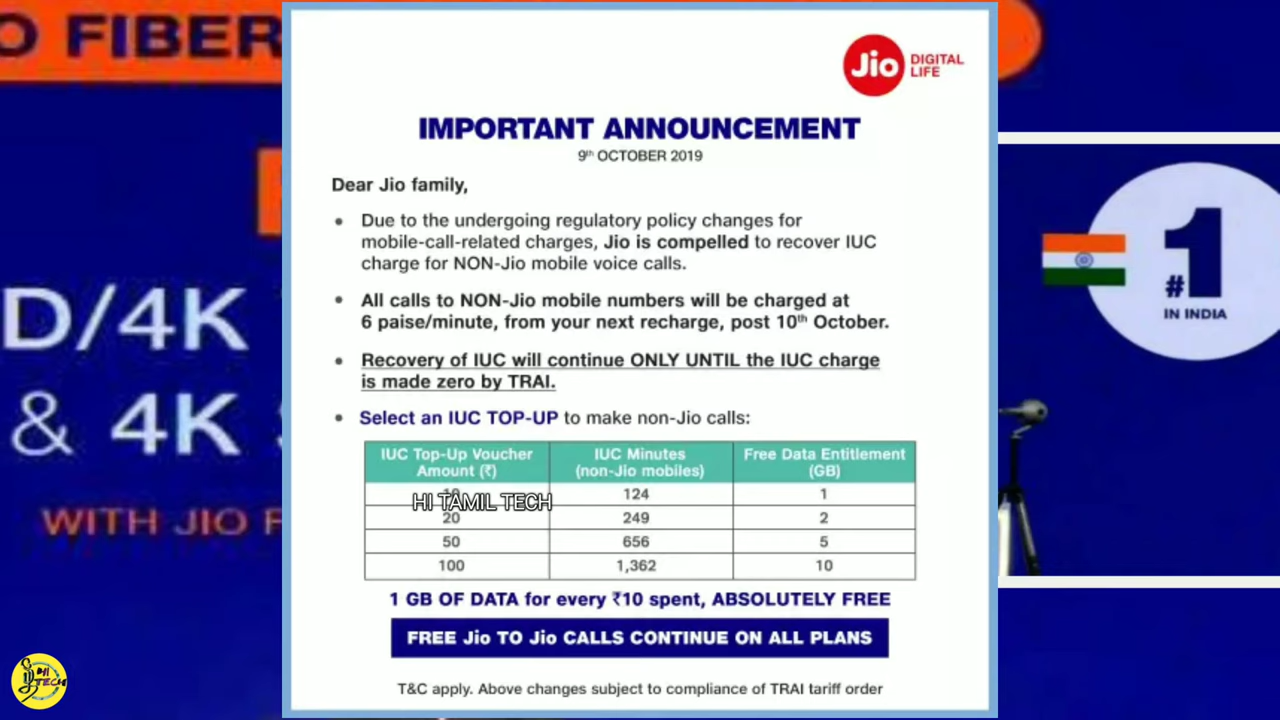 O FIBER
Jio DIGITAL
LIFE
IMPORTANT ANNOUNCEMENT
9th OCTOBER 2019
Dear Jio family,
• Due to the undergoing regulatory policy changes for
mobile-call-related charges, Jio is compelled to recover IUC
charge for NON-Jio mobile voice calls.
• All calls to NON-Jio mobile numbers will be charged at
6 paise/minute, from your next recharge, post 10th October.
• Recovery of IUC will continue ONLY UNTIL the IUC charge
is made zero by TRAI.
• Select an IUC TOP-UP to make non-Jio calls:
IUC Top-Up Voucher Amount (₹) IUC Minutes (non-Jio mobiles) Free Data Entitlement (GB)
124 1
HI TAMIL TECH
20 249 2
50 656 5
100 1,362 10
1 GB OF DATA for every ₹10 spent, ABSOLUTELY FREE
FREE Jio TO Jio CALLS CONTINUE ON ALL PLANS
T&C apply. Above changes subject to compliance of TRAI tariff order
D/4K
& 4K
WITH JIO F
#1
IN INDIA
HI
TECH